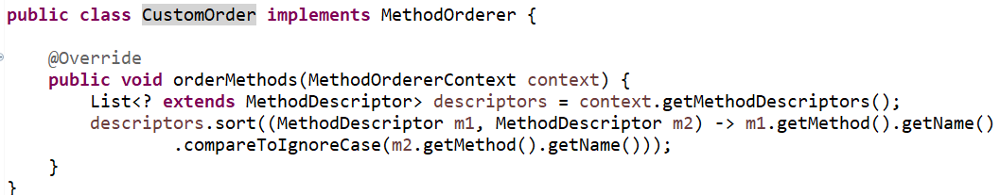 public class CustomOrder implements MethodOrderer {
@Override
public void orderMethods(MethodOrdererContext context) {
List<? extends MethodDescriptor> descriptors = context.getMethodDescriptors();
descriptors.sort((MethodDescriptor m1, MethodDescriptor m2) -> m1.getMethod().getName()
.compareToIgnoreCase(m2.getMethod().getName()));
}
}